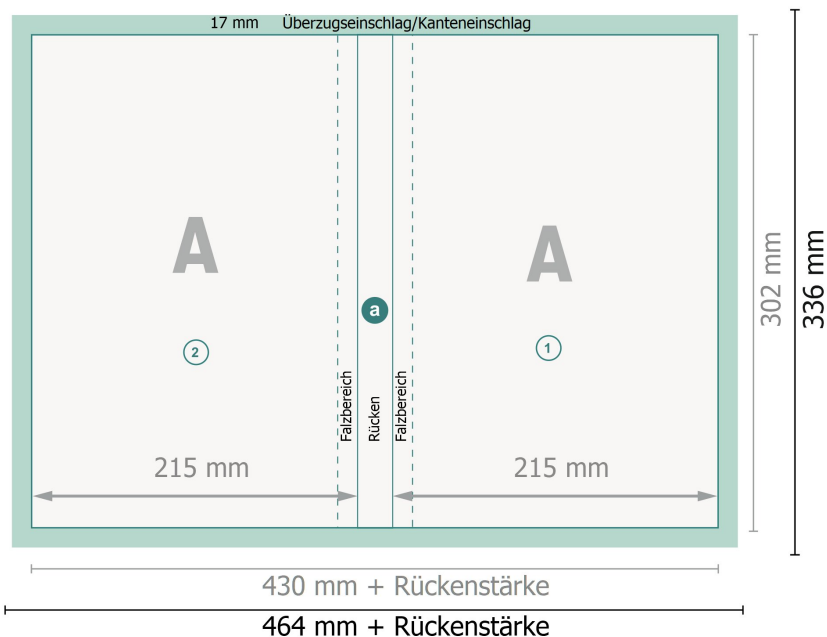 17 mm Überzugseinschlag/Kanteneinschlag
A
A
a
2
1
Falzbereich
Rücken
Falzbereich
215 mm
215 mm
302 mm
336 mm
430 mm + Rückenstärke
464 mm + Rückenstärke